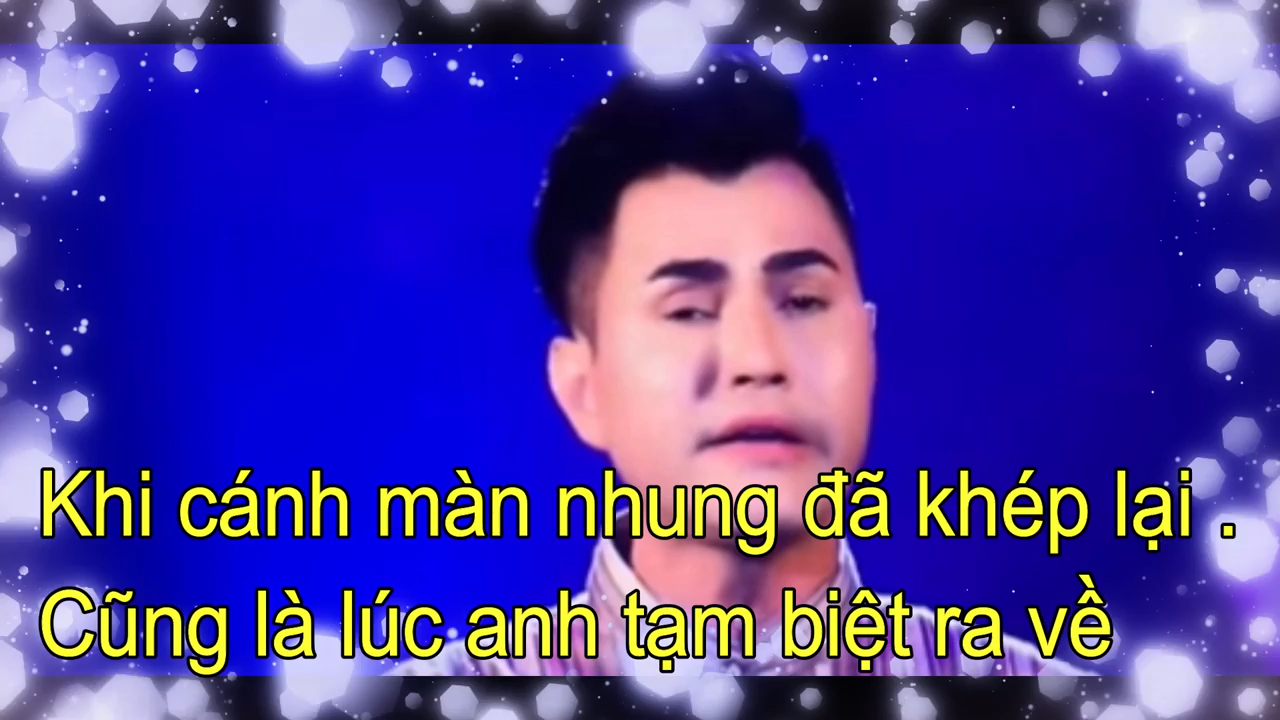 Khi cánh màn nhung đã khép lại .
Cũng là lúc anh tạm biệt ra về